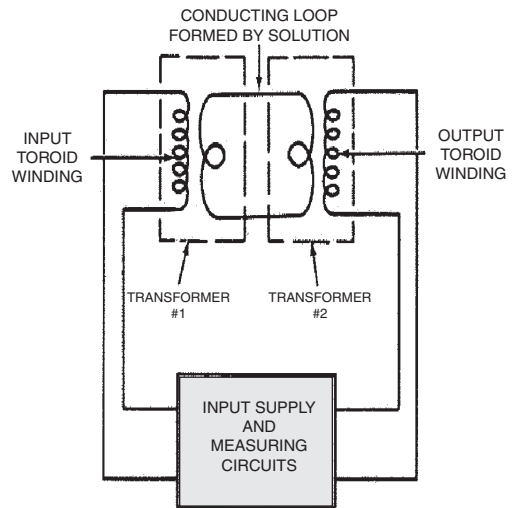 CONDUCTING LOOP
FORMED BY SOLUTION
INPUT
TOROID
WINDING
OUTPUT
TOROID
WINDING
TRANSFORMER
#1
TRANSFORMER
#2
INPUT SUPPLY
AND
MEASURING
CIRCUITS